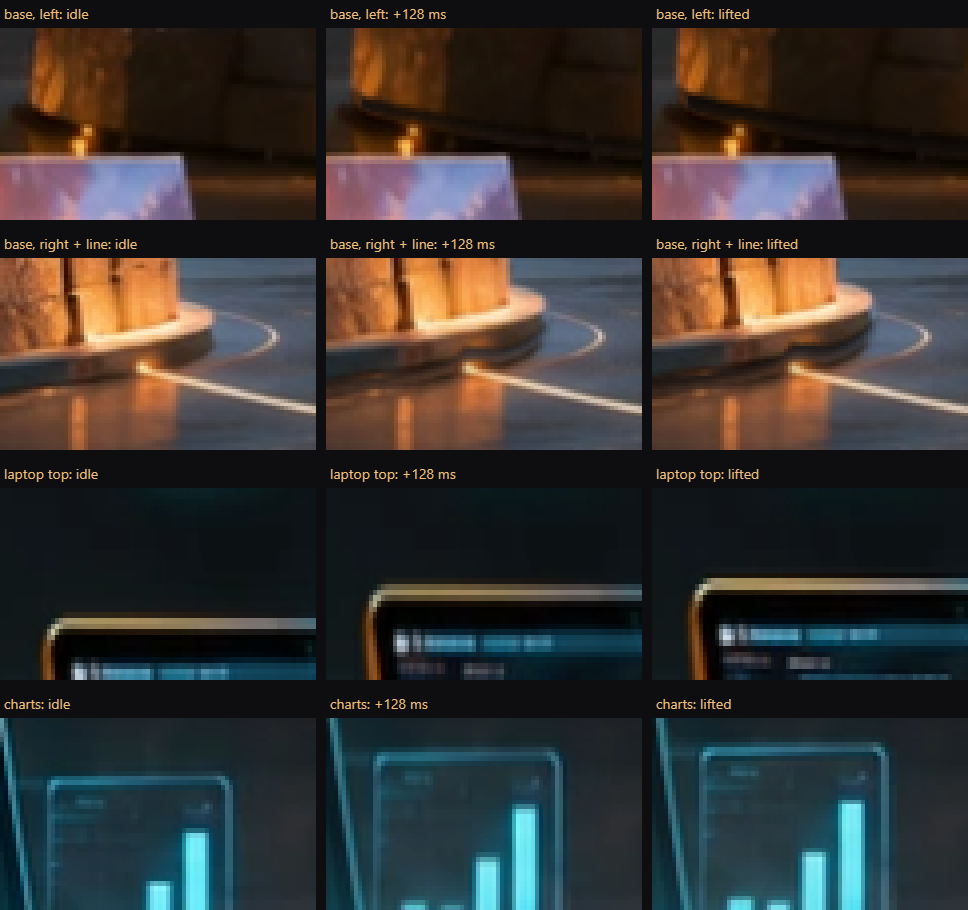 base, left: idle
base, left: +128 ms
base, left: lifted
base, right + line: idle
base, right + line: +128 ms
base, right + line: lifted
laptop top: idle
laptop top: +128 ms
laptop top: lifted
charts: idle
charts: +128 ms
charts: lifted